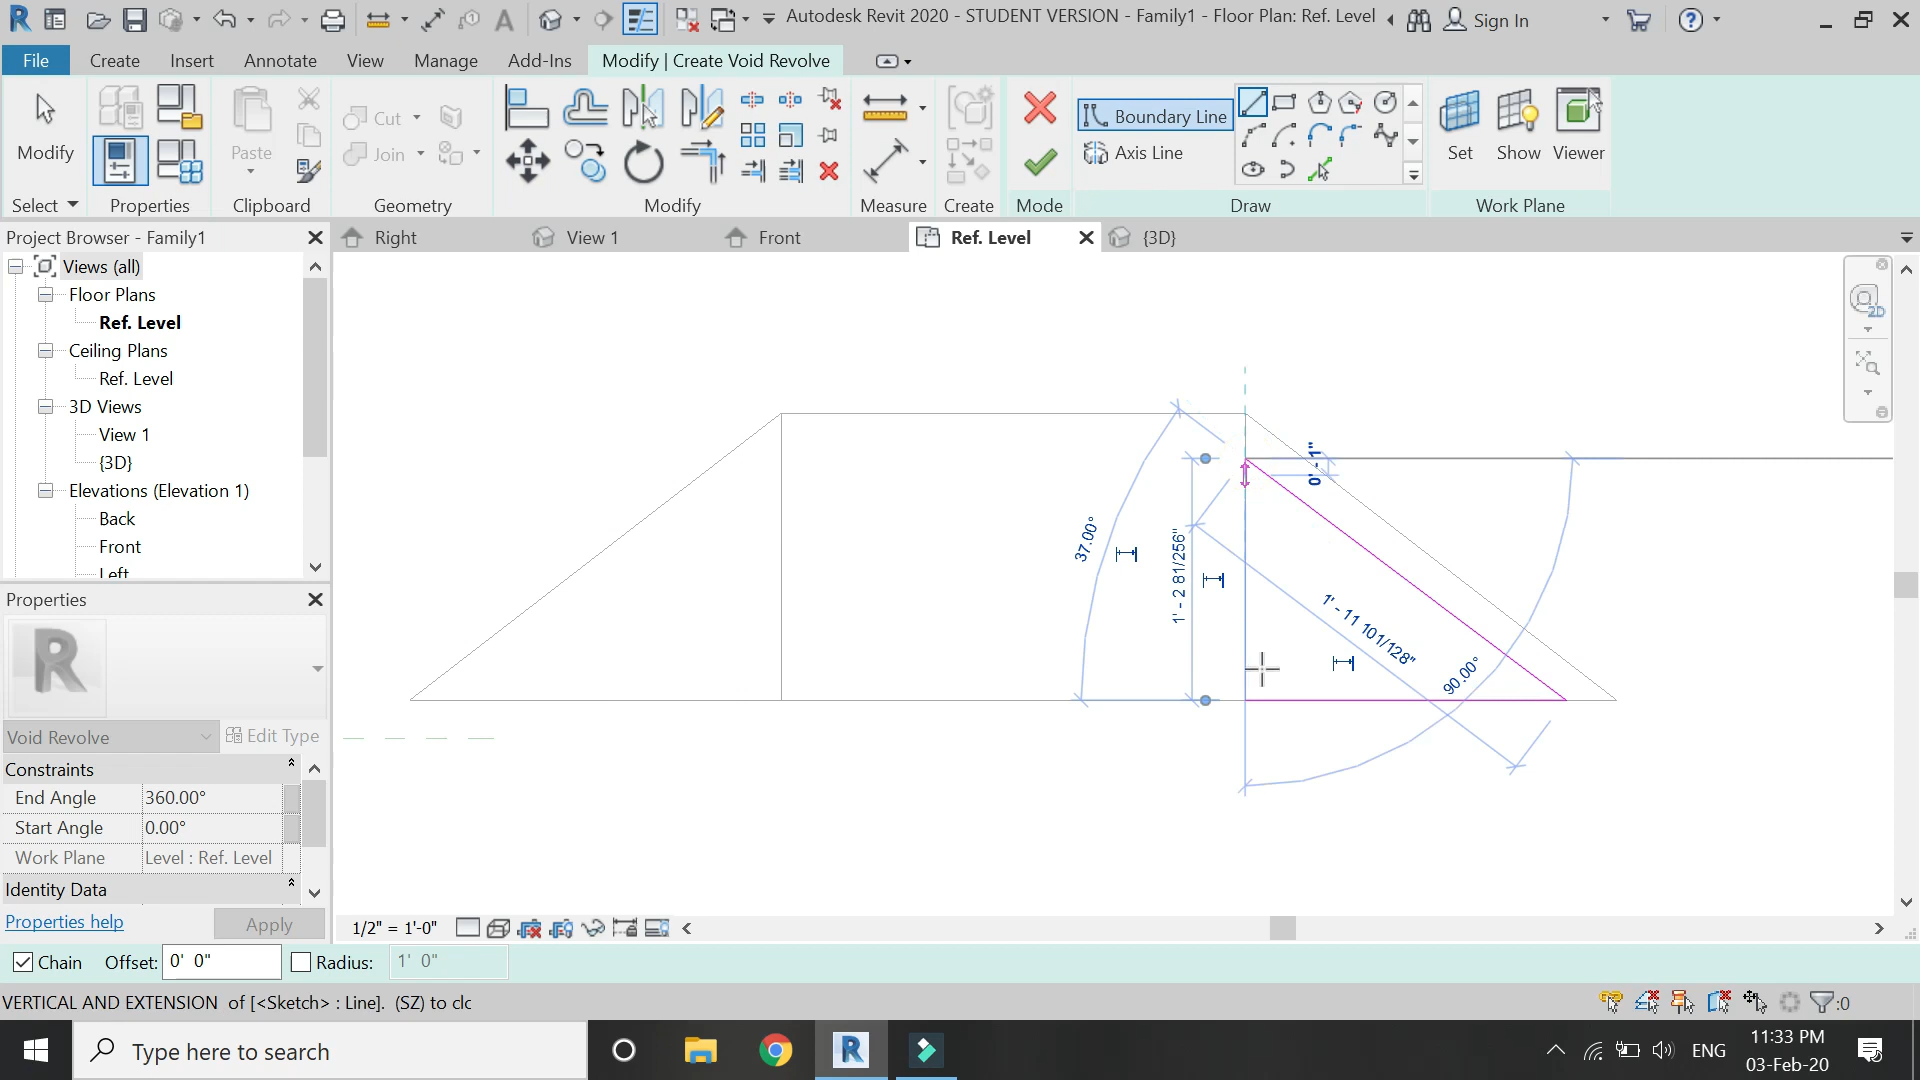 Autodesk Revit 2020 - STUDENT VERSION - Family1 - Floor Plan: Ref. Level
Sign In
File
Create
Insert
Annotate
View
Manage
Add-Ins
Modify | Create Void Revolve
Modify
Paste
Cut
Join
Boundary Line
Axis Line
Set
Show
Viewer
Select
Properties
Clipboard
Geometry
Modify
Measure
Create
Mode
Draw
Work Plane
Project Browser - Family1
Right
View 1
Front
Ref. Level
{3D}
Views (all)
Floor Plans
Ref. Level
Ceiling Plans
Ref. Level
3D Views
View 1
{3D}
Elevations (Elevation 1)
Back
Front
Left
2D
37.00°
1' - 2 81/256"
0' - 1"
1' - 11 101/128"
90.00°
Properties
R
Void Revolve
Edit Type
Constraints
End Angle 360.00°
Start Angle 0.00°
Work Plane Level : Ref. Level
Identity Data
Properties help
Apply
1/2" = 1'-0"
Chain
Offset: 0' 0"
Radius: 1' 0"
VERTICAL AND EXTENSION of [<Sketch> : Line]. (SZ) to clc
:0
Type here to search
ENG
11:33 PM
03-Feb-20